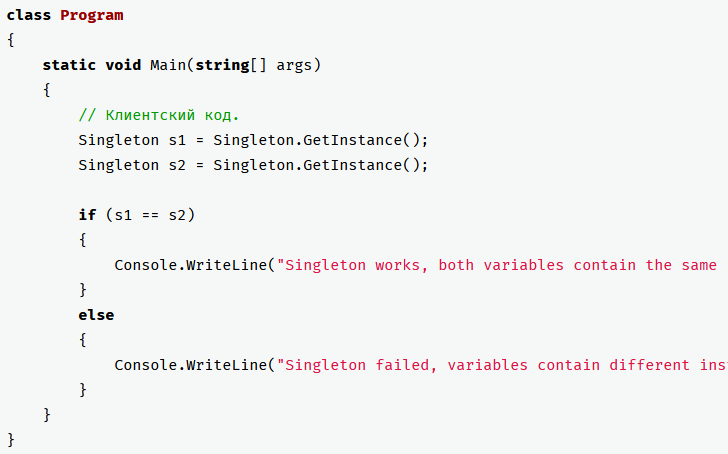 class Program
{
    static void Main(string[] args)
    {
        // Клиентский код.
        Singleton s1 = Singleton.GetInstance();
        Singleton s2 = Singleton.GetInstance();

        if (s1 == s2)
        {
            Console.WriteLine("Singleton works, both variables contain the same
        }
        else
        {
            Console.WriteLine("Singleton failed, variables contain different ins
        }
    }
}